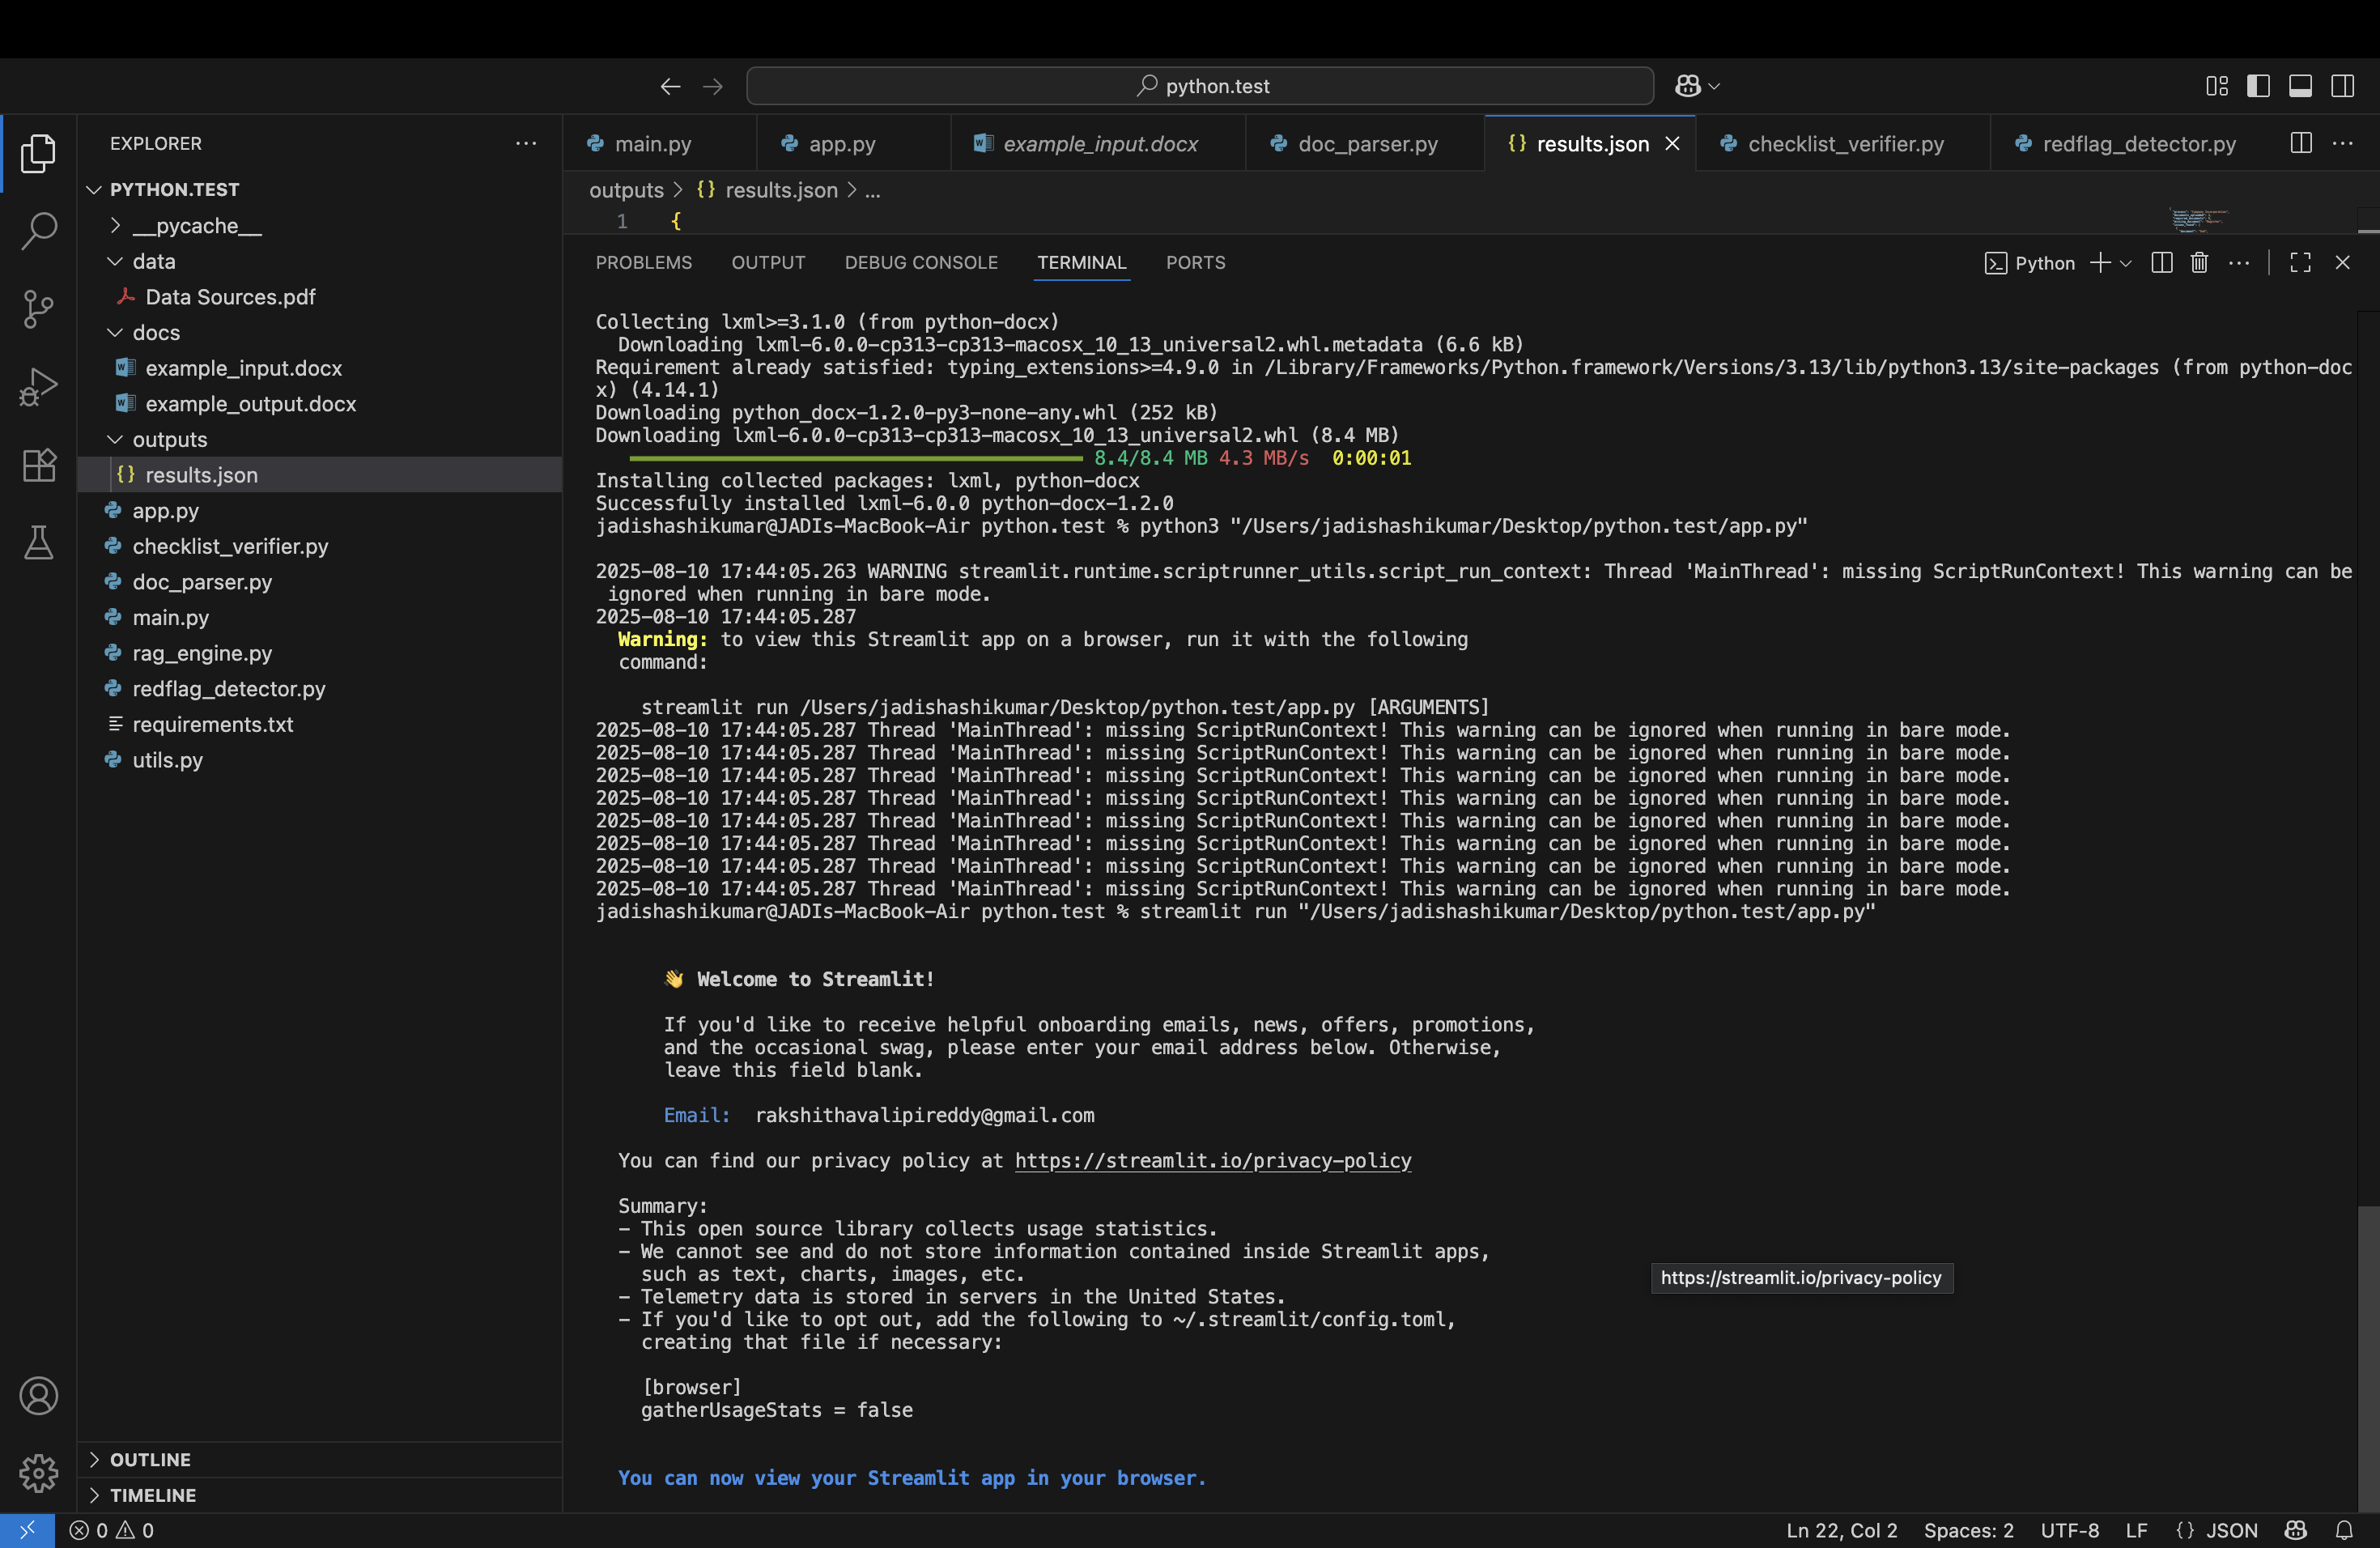 python.test
EXPLORER
PYTHON.TEST
__pycache__
data
Data Sources.pdf
docs
example_input.docx
example_output.docx
outputs
{} results.json
app.py
checklist_verifier.py
doc_parser.py
main.py
rag_engine.py
redflag_detector.py
requirements.txt
utils.py
OUTLINE
TIMELINE
main.py app.py example_input.docx doc_parser.py {} results.json checklist_verifier.py redflag_detector.py
outputs > {} results.json > ...
1 {
PROBLEMS OUTPUT DEBUG CONSOLE TERMINAL PORTS Python
Collecting lxml>=3.1.0 (from python-docx)
Downloading lxml-6.0.0-cp313-cp313-macosx_10_13_universal2.whl.metadata (6.6 kB)
Requirement already satisfied: typing_extensions>=4.9.0 in /Library/Frameworks/Python.framework/Versions/3.13/lib/python3.13/site-packages (from python-doc
x) (4.14.1)
Downloading python_docx-1.2.0-py3-none-any.whl (252 kB)
Downloading lxml-6.0.0-cp313-cp313-macosx_10_13_universal2.whl (8.4 MB)
8.4/8.4 MB 4.3 MB/s 0:00:01
Installing collected packages: lxml, python-docx
Successfully installed lxml-6.0.0 python-docx-1.2.0
jadishashikumar@JADIs-MacBook-Air python.test % python3 "/Users/jadishashikumar/Desktop/python.test/app.py"
2025-08-10 17:44:05.263 WARNING streamlit.runtime.scriptrunner_utils.script_run_context: Thread 'MainThread': missing ScriptRunContext! This warning can be
ignored when running in bare mode.
2025-08-10 17:44:05.287
Warning: to view this Streamlit app on a browser, run it with the following
command:
streamlit run /Users/jadishashikumar/Desktop/python.test/app.py [ARGUMENTS]
2025-08-10 17:44:05.287 Thread 'MainThread': missing ScriptRunContext! This warning can be ignored when running in bare mode.
2025-08-10 17:44:05.287 Thread 'MainThread': missing ScriptRunContext! This warning can be ignored when running in bare mode.
2025-08-10 17:44:05.287 Thread 'MainThread': missing ScriptRunContext! This warning can be ignored when running in bare mode.
2025-08-10 17:44:05.287 Thread 'MainThread': missing ScriptRunContext! This warning can be ignored when running in bare mode.
2025-08-10 17:44:05.287 Thread 'MainThread': missing ScriptRunContext! This warning can be ignored when running in bare mode.
2025-08-10 17:44:05.287 Thread 'MainThread': missing ScriptRunContext! This warning can be ignored when running in bare mode.
2025-08-10 17:44:05.287 Thread 'MainThread': missing ScriptRunContext! This warning can be ignored when running in bare mode.
2025-08-10 17:44:05.287 Thread 'MainThread': missing ScriptRunContext! This warning can be ignored when running in bare mode.
jadishashikumar@JADIs-MacBook-Air python.test % streamlit run "/Users/jadishashikumar/Desktop/python.test/app.py"
👋 Welcome to Streamlit!
If you'd like to receive helpful onboarding emails, news, offers, promotions,
and the occasional swag, please enter your email address below. Otherwise,
leave this field blank.
Email: rakshithavalipireddy@gmail.com
You can find our privacy policy at https://streamlit.io/privacy-policy
Summary:
- This open source library collects usage statistics.
- We cannot see and do not store information contained inside Streamlit apps,
such as text, charts, images, etc.
https://streamlit.io/privacy-policy
- Telemetry data is stored in servers in the United States.
- If you'd like to opt out, add the following to ~/.streamlit/config.toml,
creating that file if necessary:
[browser]
gatherUsageStats = false
You can now view your Streamlit app in your browser.
0 0 Ln 22, Col 2 Spaces: 2 UTF-8 LF {} JSON